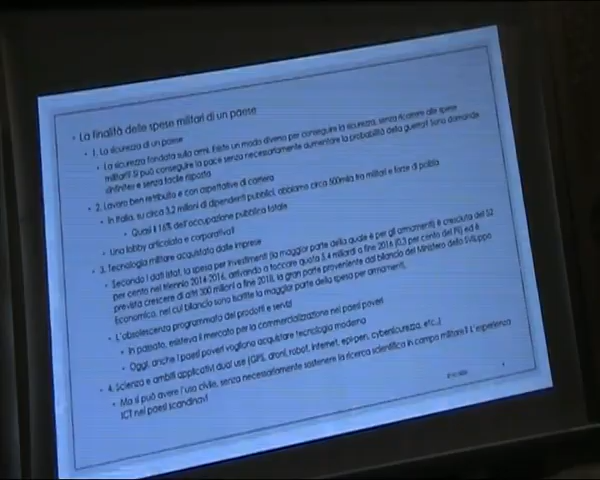 La finalità delle spese militari di un paese
1. La sicurezza di un paese
La sicurezza fondata sulle armi. Esiste un modo diverso per conseguire la sicurezza, senza ricorrere alle spese
militari? Si può conseguire la pace senza necessariamente aumentare la probabilità della guerra? Sono domande
infinite e senza facile risposta
2. Lavoro ben retribuito e con aspettative di carriera
In Italia, su circa 3,2 milioni di dipendenti pubblici, abbiamo circa 500mila tra militari e forze di polizia
Quasi il 16% dell'occupazione pubblica totale
Una lobby articolata e corporativa!
3. Tecnologia militare acquistata dalle imprese
Secondo i dati Istat, la spesa per investimenti (la maggior parte della quale è per gli armamenti) è cresciuta del 52
per cento nel triennio 2014-2016, arrivando a toccare quota 5,4 miliardi a fine 2016 (0,3 per cento del Pil) ed è
prevista crescere di altri 300 milioni a fine 2018, la gran parte proveniente dal bilancio del Ministero dello Sviluppo
Economico, nel cui bilancio sono iscritte la maggior parte della spesa per armamenti.
L'obsolescenza programmata dei prodotti e servizi
In passato, esisteva il mercato per la commercializzazione nei paesi poveri
Oggi, anche i paesi poveri vogliono acquistare tecnologia moderna
4. Scienza e ambiti applicativi dual use (GPS, droni, robot, internet, epi-pen, cybersicurezza, etc..)
Ma si può avere l'uso civile, senza necessariamente sostenere la ricerca scientifica in campo militare? L'esperienza
ICT nei paesi scandinavi